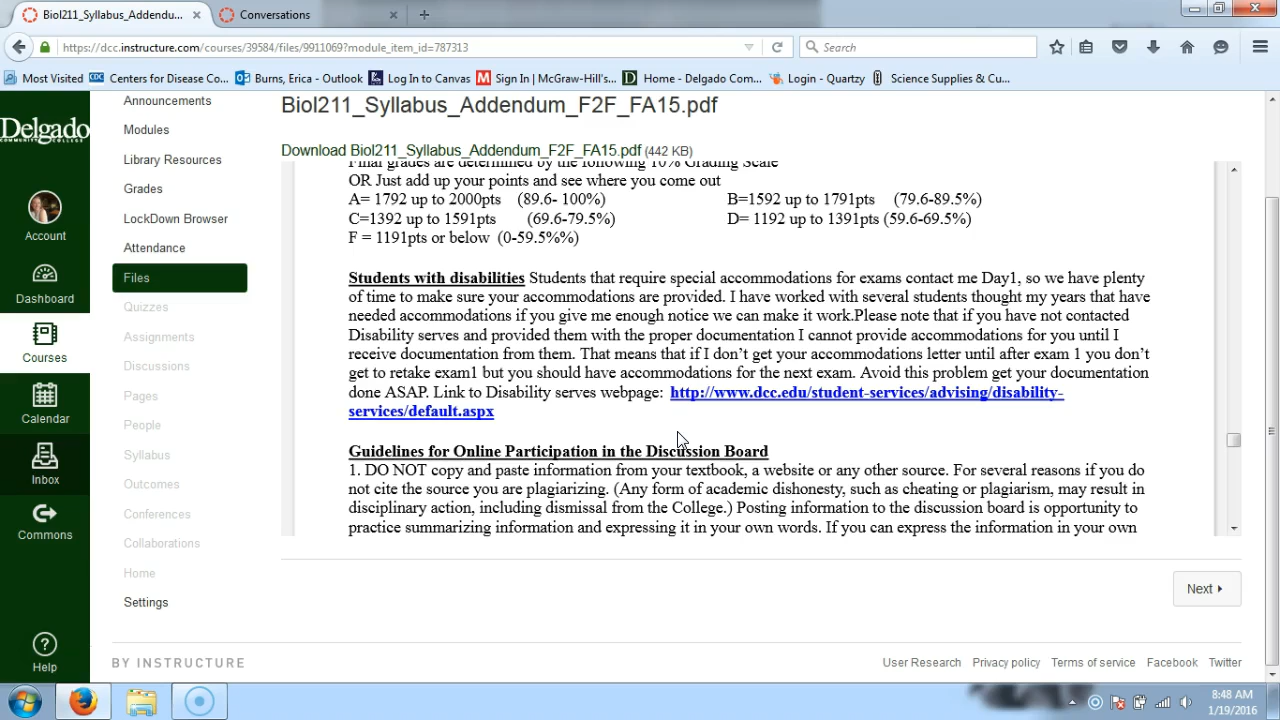 Biol211_Syllabus_Addendum...
Conversations
https://dcc.instructure.com/courses/39584/files/9911069?module_item_id=787313
Search
Most Visited
CDC Centers for Disease Co...
Burns, Erica - Outlook
Log In to Canvas
M Sign In | McGraw-Hill's...
D Home - Delgado Com...
Login - Quartzy
Science Supplies & Cu...
Delgado
COMMUNITY COLLEGE
Account
Dashboard
Courses
Calendar
Inbox
Commons
Help
Announcements
Modules
Library Resources
Grades
LockDown Browser
Attendance
Files
Quizzes
Assignments
Discussions
Pages
People
Syllabus
Outcomes
Conferences
Collaborations
Home
Settings
Biol211_Syllabus_Addendum_F2F_FA15.pdf
Download Biol211_Syllabus_Addendum_F2F_FA15.pdf (442 KB)
Final grades are determined by the following 10% Grading Scale
OR Just add up your points and see where you come out
A= 1792 up to 2000pts (89.6- 100%) B=1592 up to 1791pts (79.6-89.5%)
C=1392 up to 1591pts (69.6-79.5%) D= 1192 up to 1391pts (59.6-69.5%)
F = 1191pts or below (0-59.5%%)
Students with disabilities Students that require special accommodations for exams contact me Day1, so we have plenty
of time to make sure your accommodations are provided. I have worked with several students thought my years that have
needed accommodations if you give me enough notice we can make it work.Please note that if you have not contacted
Disability serves and provided them with the proper documentation I cannot provide accommodations for you until I
receive documentation from them. That means that if I don't get your accommodations letter until after exam 1 you don't
get to retake exam1 but you should have accommodations for the next exam. Avoid this problem get your documentation
done ASAP. Link to Disability serves webpage: http://www.dcc.edu/student-services/advising/disability-
services/default.aspx
Guidelines for Online Participation in the Discussion Board
1. DO NOT copy and paste information from your textbook, a website or any other source. For several reasons if you do
not cite the source you are plagiarizing. (Any form of academic dishonesty, such as cheating or plagiarism, may result in
disciplinary action, including dismissal from the College.) Posting information to the discussion board is opportunity to
practice summarizing information and expressing it in your own words. If you can express the information in your own
Next
BY INSTRUCTURE
User Research
Privacy policy
Terms of service
Facebook
Twitter
8:48 AM
1/19/2016